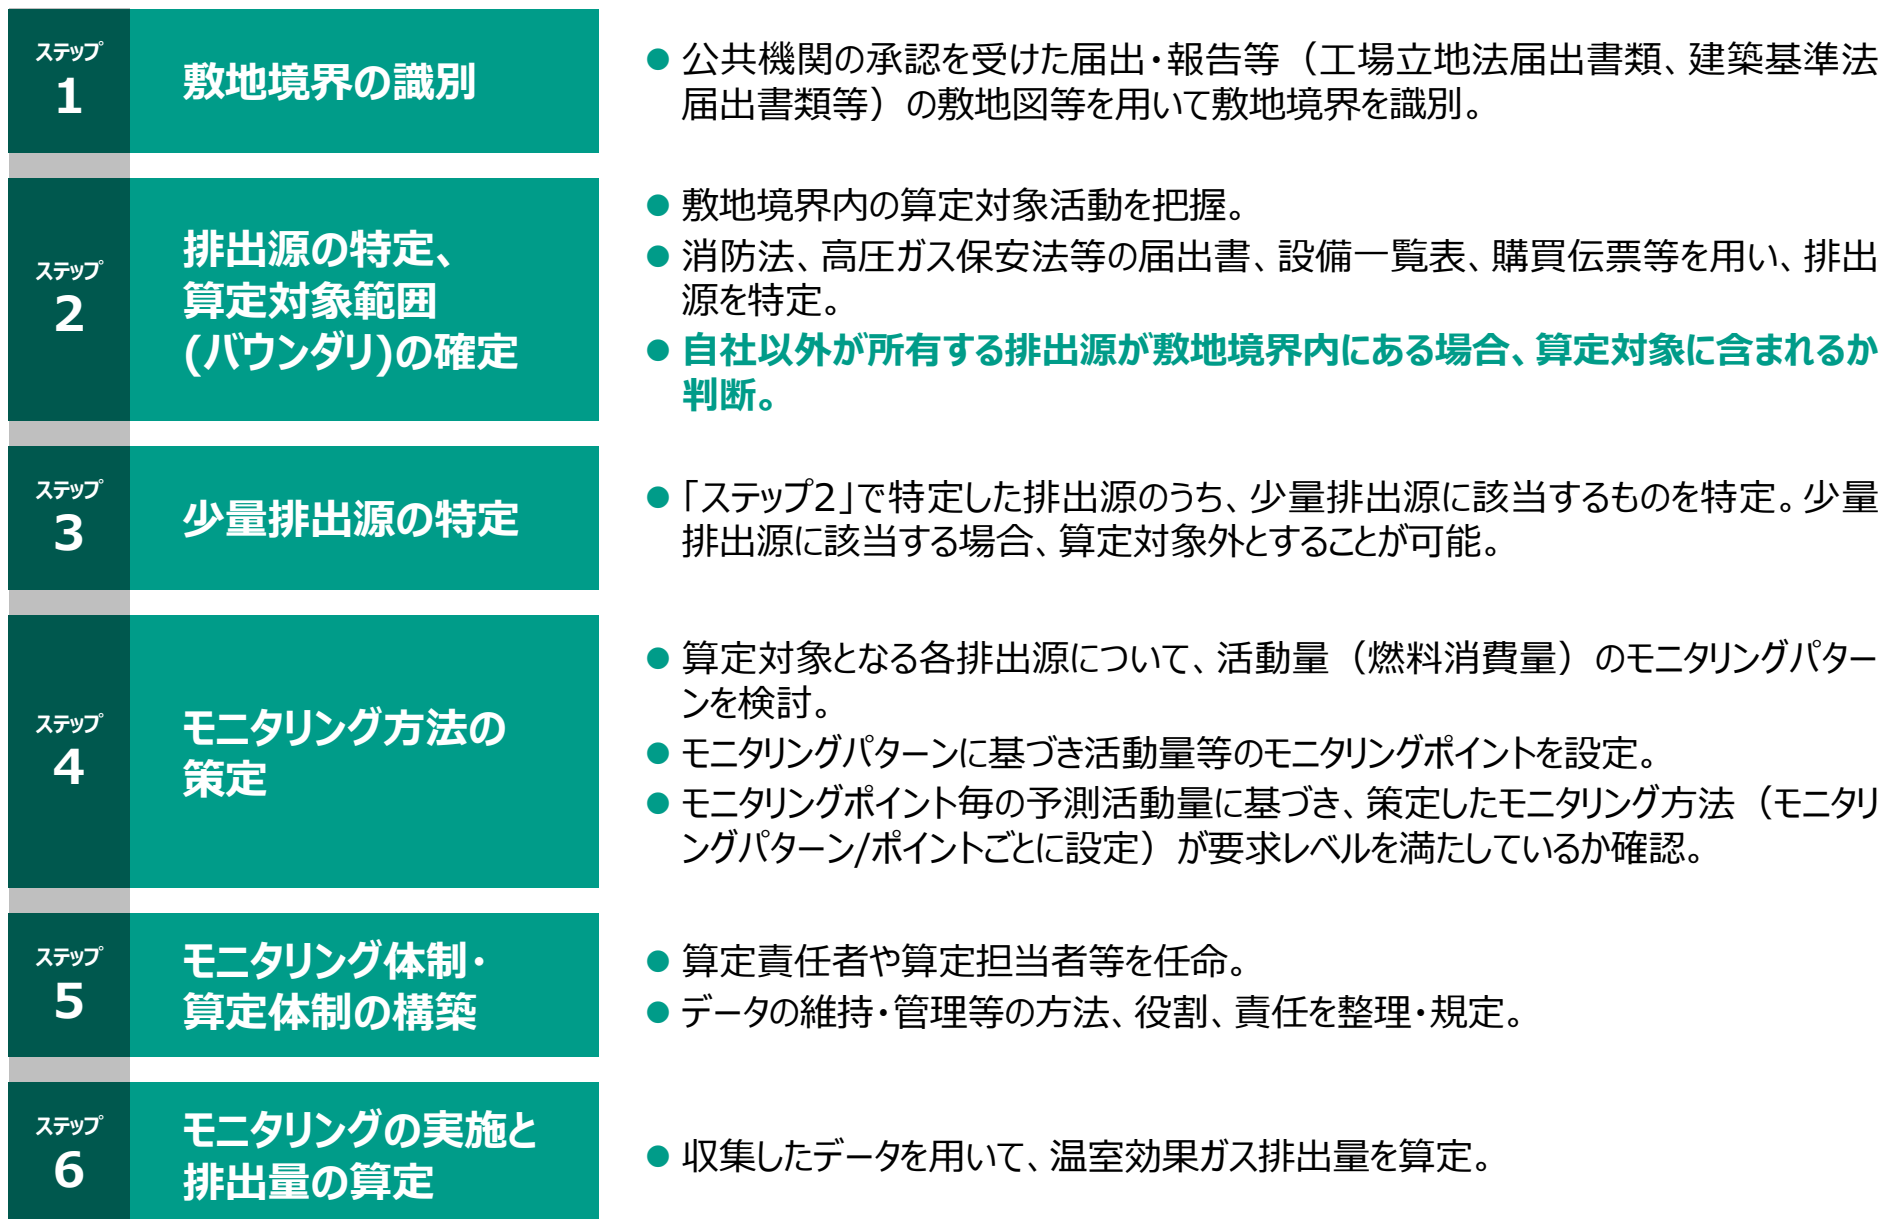 ステップ
1
敷地境界の識別
●公共機関の承認を受けた届出・報告等（工場立地法届出書類、建築基準法
届出書類等）の敷地図等を用いて敷地境界を識別。
ステップ
2
排出源の特定、
算定対象範囲
(バウンダリ)の確定
●敷地境界内の算定対象活動を把握。
●消防法、高圧ガス保安法等の届出書、設備一覧表、購買伝票等を用い、排出
源を特定。
●自社以外が所有する排出源が敷地境界内にある場合、算定対象に含まれるか
判断。
ステップ
3
少量排出源の特定
●「ステップ2」で特定した排出源のうち、少量排出源に該当するものを特定。少量
排出源に該当する場合、算定対象外とすることが可能。
ステップ
4
モニタリング方法の
策定
●算定対象となる各排出源について、活動量（燃料消費量）のモニタリングパター
ンを検討。
●モニタリングパターンに基づき活動量等のモニタリングポイントを設定。
●モニタリングポイント毎の予測活動量に基づき、策定したモニタリング方法（モニタリ
ングパターン/ポイントごとに設定）が要求レベルを満たしているか確認。
ステップ
5
モニタリング体制・
算定体制の構築
●算定責任者や算定担当者等を任命。
●データの維持・管理等の方法、役割、責任を整理・規定。
ステップ
6
モニタリングの実施と
排出量の算定
●収集したデータを用いて、温室効果ガス排出量を算定。